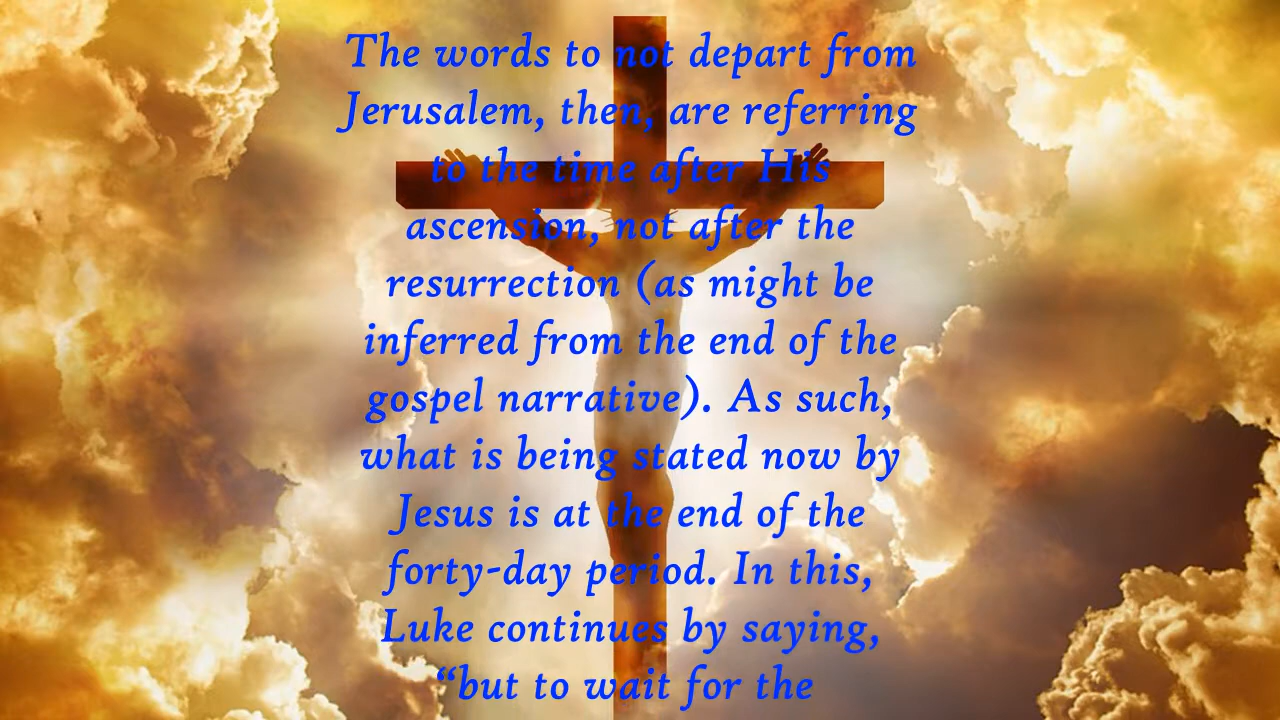 The words to not depart from
Jerusalem, then, are referring
to the time after His
ascension, not after the
resurrection (as might be
inferred from the end of the
gospel narrative). As such,
what is being stated now by
Jesus is at the end of the
forty-day period. In this,
Luke continues by saying,
“but to wait for the